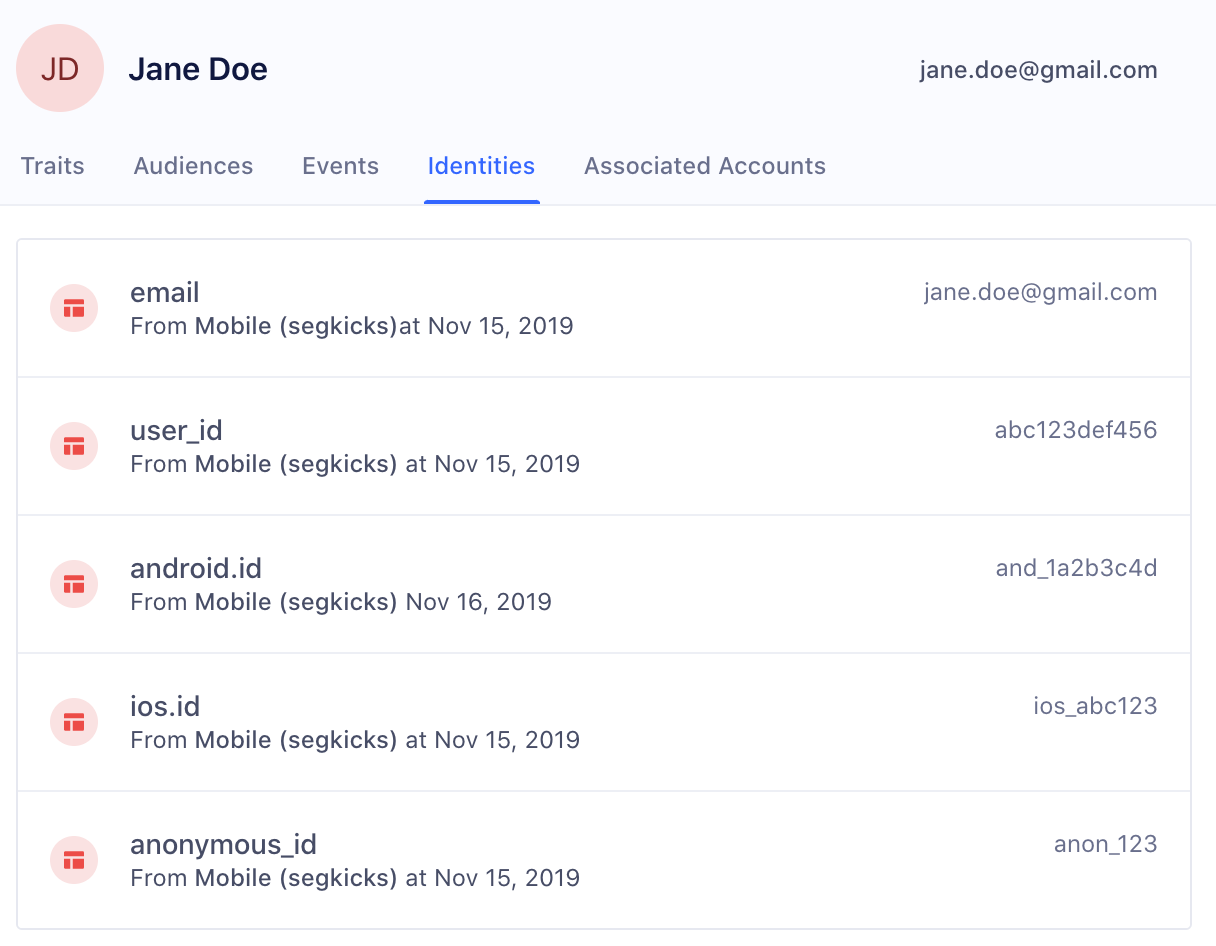 JD
Jane Doe
jane.doe@gmail.com
Traits Audiences Events Identities Associated Accounts
email
jane.doe@gmail.com
From Mobile (segkicks)at Nov 15, 2019
user_id
abc123def456
From Mobile (segkicks) at Nov 15, 2019
android.id
and_1a2b3c4d
From Mobile (segkicks) Nov 16, 2019
ios.id
ios_abc123
From Mobile (segkicks) at Nov 15, 2019
anonymous_id
anon_123
From Mobile (segkicks) at Nov 15, 2019